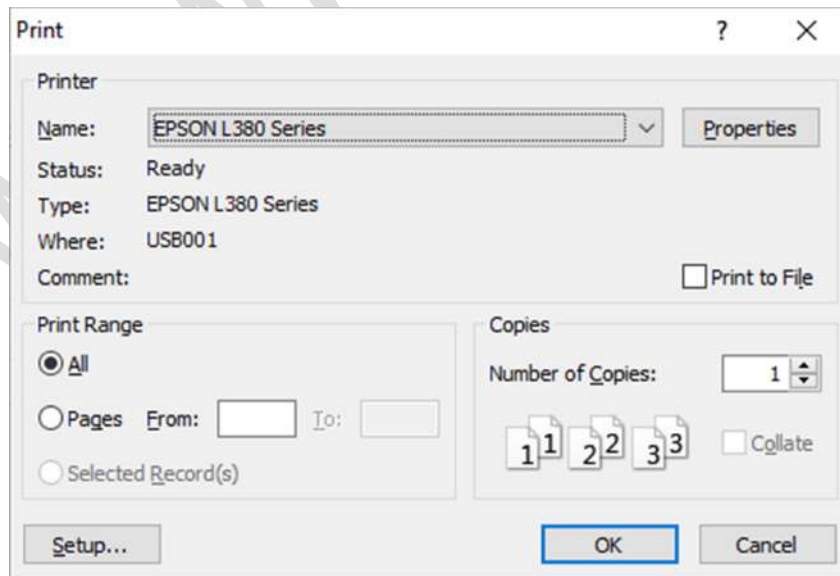 Print ?
Printer
Name: EPSON L380 Series Properties
Status: Ready
Type: EPSON L380 Series
Where: USB001
Comment: Print to File
Print Range
All
Pages From: To:
Selected Record(s)
Copies
Number of Copies: 1
1 1 2 2 3 3 Collate
Setup... OK Cancel